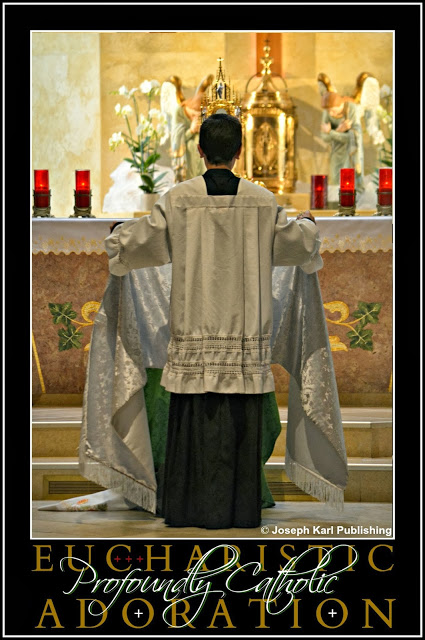 © Joseph Karl Publishing
EUCHARISTIC
Profoundly Catholic
ADORATION